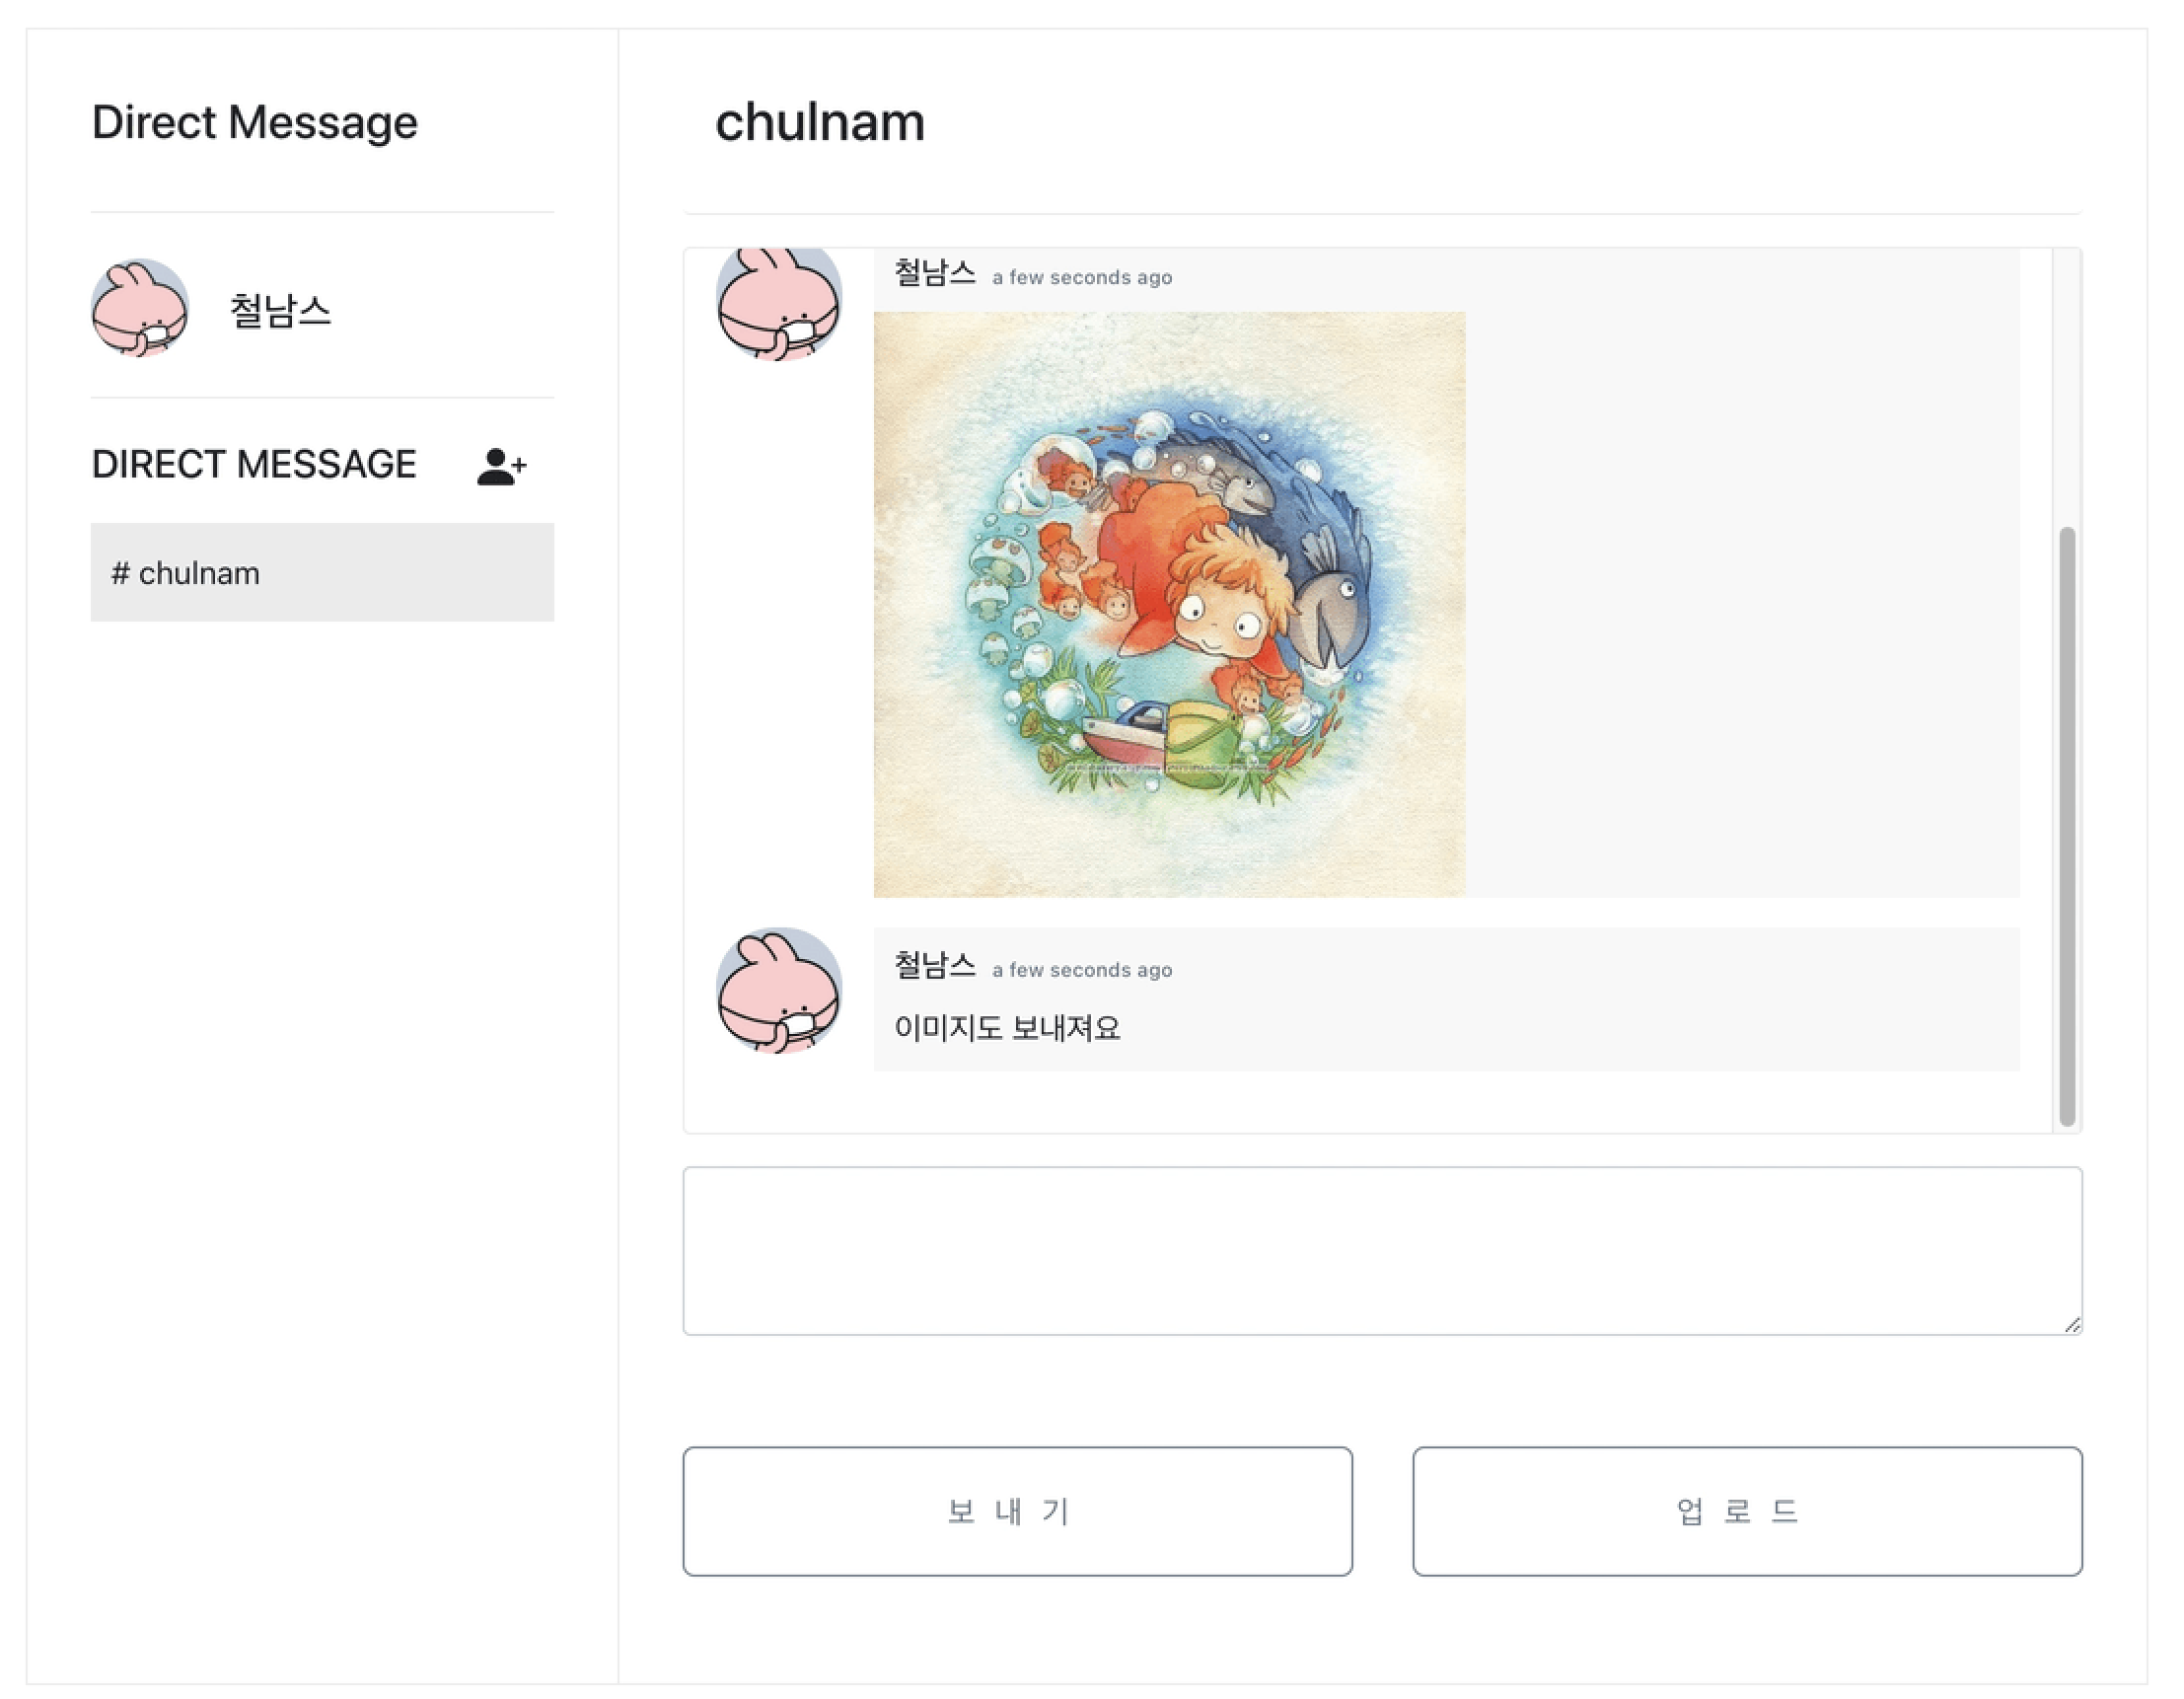 Direct Message
철남스
DIRECT MESSAGE
# chulnam
chulnam
철남스 a few seconds ago
철남스 a few seconds ago
이미지도 보내져요
보 내 기
업 로 드